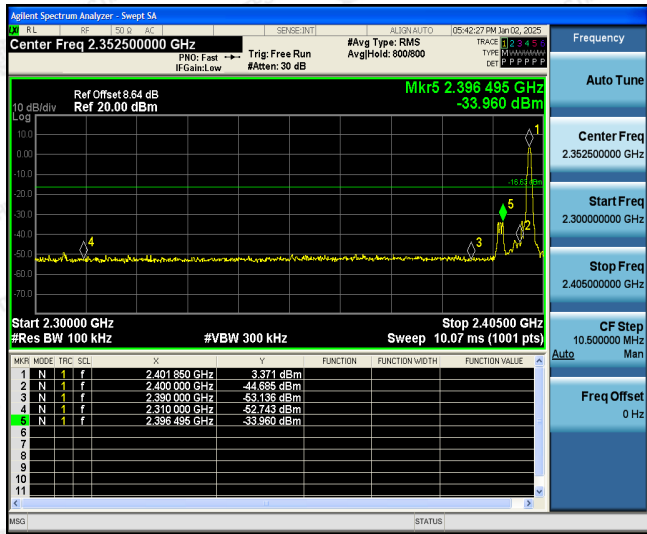 Agilent Spectrum Analyzer - Swept SA
LXI RL RF 50 Ω AC SENSE:INT ALIGN AUTO 05:42:27 PM Jan 02, 2025
Center Freq 2.352500000 GHz
PNO: Fast
IFGain:Low
Trig: Free Run
#Atten: 30 dB
#Avg Type: RMS
Avg|Hold: 800/800
TRACE 1 2 3 4 5 6
TYPE M
DET P P P P P P
Frequency
Mkr5 2.396 495 GHz
-33.960 dBm
Ref Offset 8.64 dB
Ref 20.00 dBm
10 dB/div
Log
10.0
0.00
-10.0
-20.0
-30.0
-40.0
-50.0
-60.0
-70.0
-16.63 dBm
1
5
2
3
4
Start 2.30000 GHz
Stop 2.40500 GHz
#Res BW 100 kHz #VBW 300 kHz Sweep 10.07 ms (1001 pts)
MKR MODE TRC SCL X Y FUNCTION FUNCTION WIDTH FUNCTION VALUE
1 N 1 f 2.401 850 GHz 3.371 dBm
2 N 1 f 2.400 000 GHz -44.685 dBm
3 N 1 f 2.390 000 GHz -53.136 dBm
4 N 1 f 2.310 000 GHz -52.743 dBm
5 N 1 f 2.396 495 GHz -33.960 dBm
6
7
8
9
10
11
MSG STATUS
Auto Tune
Center Freq
2.352500000 GHz
Start Freq
2.300000000 GHz
Stop Freq
2.405000000 GHz
CF Step
10.500000 MHz
Auto Man
Freq Offset
0 Hz